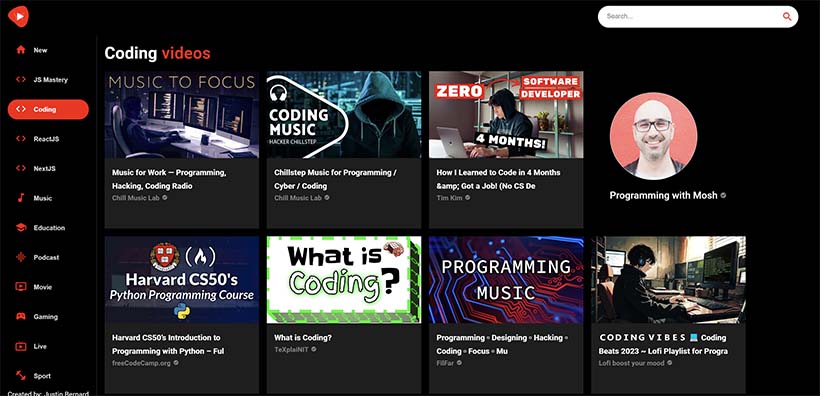 Search...
New
JS Mastery
Coding
ReactJS
NextJS
Music
Education
Podcast
Movie
Gaming
Live
Sport
Created by: Justin Bernard
Coding videos
MUSIC TO FOCUS
Music for Work — Programming,
Hacking, Coding Radio
Chill Music Lab
CODING
MUSIC
HACKER CHILLSTEP
Chillstep Music for Programming /
Cyber / Coding
Chill Music Lab
ZERO
SOFTWARE
DEVELOPER
4 MONTHS!
How I Learned to Code in 4 Months
&amp; Got a Job! (No CS De
Tim Kim
Programming with Mosh
Harvard CS50's
Python Programming Course
Harvard CS50's Introduction to
Programming with Python – Ful
freeCodeCamp.org
What is
Coding?
What is Coding?
TeXplaiNIT
PROGRAMMING
MUSIC
Programming • Designing • Hacking •
Coding • Focus • Mu
FilFar
C O D I N G V I B E S Coding
Beats 2023 ~ Lofi Playlist for Progra
Lofi boost your mood